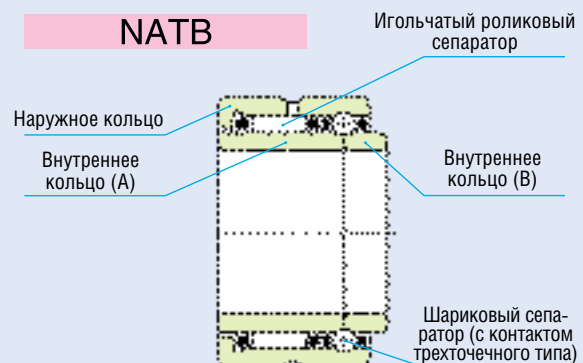 NATB
Игольчатый роликовый
сепаратор
Наружное кольцо
Внутреннее
кольцо (A)
Внутреннее
кольцо (B)
Шариковый сепа-
ратор (с контактом
трехточечного типа)